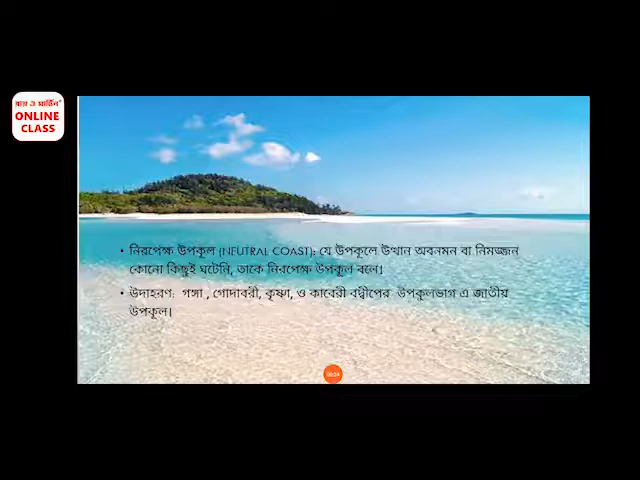 রায় ও মার্টিন
ONLINE
CLASS
• নিরপেক্ষ উপকূল (NEUTRAL COAST): যে উপকূলে উত্থান অবনমন বা নিমজ্জন
কোনো কিছুই ঘটেনি, তাকে নিরপেক্ষ উপকূল বলে।
• উদাহরণ: গঙ্গা , গোদাবরী, কৃষ্ণা, ও কাবেরী বদ্বীপের উপকূলভাগ এ জাতীয়
উপকূল।